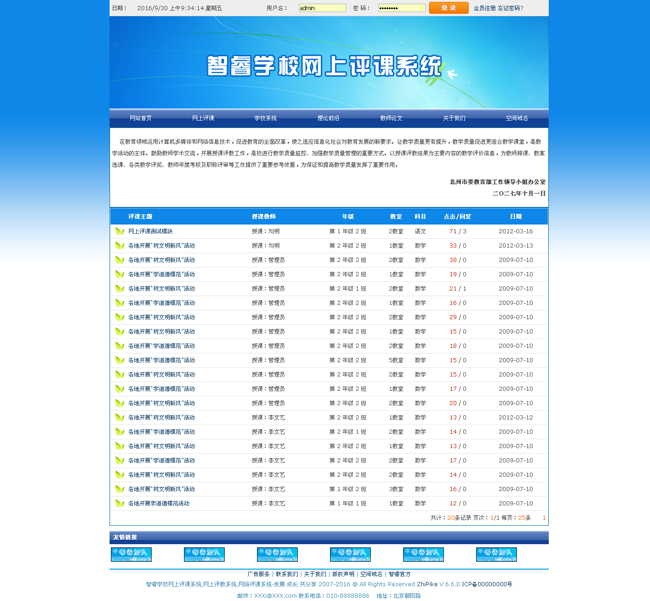 日期： 2016/9/30 上午9:34:14 星期五 用户名： admin 密 码： •••••••• 登 录 会员注册 忘记密码？
智睿学校网上评课系统
网站首页 网上评课 学校系统 理论前沿 教师论文 关于我们 空间域名
在教育领域运用计算机多媒体和网络信息技术，促进教育的全面改革，使之适应信息化社会对教育发展的新要求。让教学质量更有提升，教学质量促进更适合教学课堂，是教
学活动的主体。鼓励教师学术交流，开展授课评教工作，是校进行教学质量监控、加强教学质量管理的重要方式。以授课评教结果为主要内容的教学评价信息，为教师排课、教案
选课、各类教学评奖、教师年度考核及职称评审等工作提供了重要参考依据，为保证和提高教学质量发挥了重要作用。
北州市委教育部工作领导小组办公室
二〇二七年十月一日
评课主题 授课教师 年级 教室 科目 点击/回复 日期
网上评课测试模块 授课：刘明 第 1 年级 2 班 2教室 语文 71 / 3 2012-03-16
各地开展“树文明新风”活动 授课：刘明 第 1 年级 2 班 1教室 数学 33 / 0 2012-03-13
各地开展“树文明新风”活动 授课：管理员 第 2 年级 2 班 2教室 数学 38 / 0 2009-07-10
各地开展“学道德模范”活动 授课：管理员 第 2 年级 2 班 1教室 数学 19 / 0 2009-07-10
各地开展“树文明新风”活动 授课：管理员 第 2 年级 1 班 2教室 数学 21 / 1 2009-07-10
各地开展“学道德模范”活动 授课：管理员 第 2 年级 2 班 1教室 数学 16 / 0 2009-07-10
各地开展“树文明新风”活动 授课：管理员 第 2 年级 2 班 2教室 数学 29 / 0 2009-07-10
各地开展“树文明新风”活动 授课：管理员 第 2 年级 2 班 1教室 数学 15 / 0 2009-07-10
各地开展“学道德模范”活动 授课：管理员 第 2 年级 2 班 2教室 数学 18 / 0 2009-07-10
各地开展“学道德模范”活动 授课：管理员 第 2 年级 2 班 5教室 数学 15 / 0 2009-07-10
各地开展“树文明新风”活动 授课：管理员 第 2 年级 2 班 2教室 数学 15 / 0 2009-07-10
各地开展“学道德模范”活动 授课：管理员 第 2 年级 2 班 1教室 数学 17 / 0 2009-07-10
各地开展“树文明新风”活动 授课：管理员 第 2 年级 2 班 2教室 数学 20 / 0 2009-07-10
各地开展“树文明新风”活动 授课：李文艺 第 2 年级 1 班 1教室 数学 13 / 0 2012-03-12
各地开展“学道德模范”活动 授课：李文艺 第 2 年级 1 班 2教室 数学 14 / 0 2009-07-10
各地开展“树文明新风”活动 授课：李文艺 第 2 年级 2 班 1教室 数学 13 / 0 2009-07-10
各地开展“学道德模范”活动 授课：李文艺 第 2 年级 2 班 2教室 数学 17 / 0 2009-07-10
各地开展“树文明新风”活动 授课：李文艺 第 2 年级 2 班 2教室 数学 14 / 0 2009-07-10
各地开展“树文明新风”活动 授课：李文艺 第 2 年级 2 班 3教室 数学 16 / 0 2009-07-10
各地开展学道德模范活动 授课：李文艺 第 1 年级 1 班 1教室 数学 12 / 0 2009-07-10
共计：20条记录 页次：1/1 每页：25条 1
友情链接
广告服务 | 联系我们 | 关于我们 | 版权声明 | 空间域名 | 智睿官方
智睿学校网上评课系统,网上评教系统,网络评课系统-发展 成长 共分享 2007-2016 @ All Rights Reserved ZhiPike V 6.6.0 ICP备00000000号
邮件：XXX@XXX.com 联系电话：010-88888886 地址：北京朝阳路